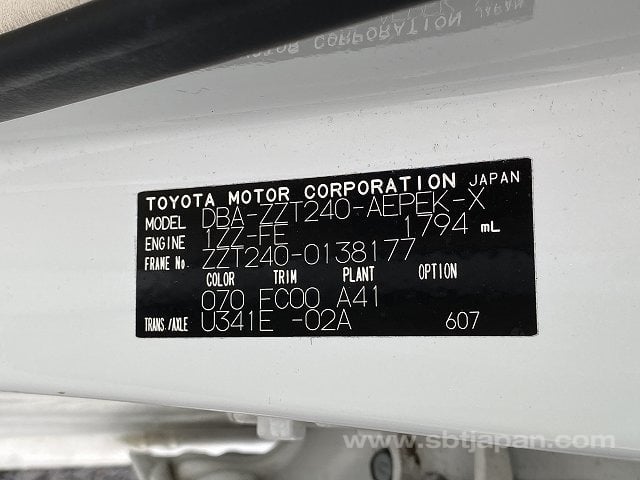 TOYOTA MOTOR CORPORATION JAPAN
MODEL DBA-ZZT240-AEPEK-X
ENGINE 1ZZ-FE 1794 mL
FRAME No ZZT240-0138177
COLOR TRIM PLANT OPTION
070 FC00 A41
TRANS./AXLE U341E -02A 607
www.sbtjapan.com